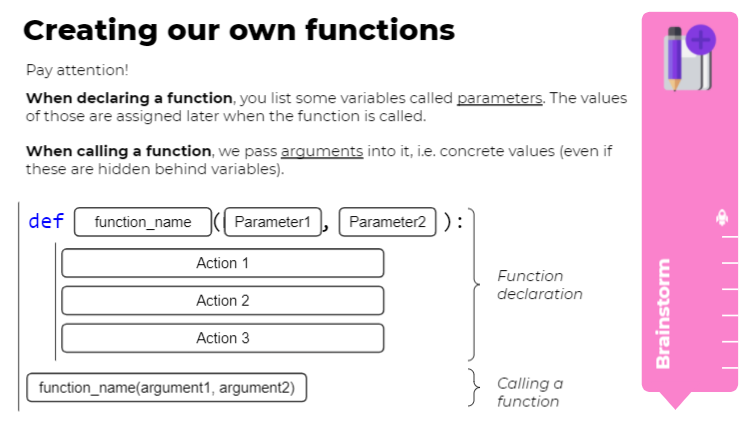 Creating our own functions
Pay attention!
When declaring a function, you list some variables called parameters. The values
of those are assigned later when the function is called.
When calling a function, we pass arguments into it, i.e. concrete values (even if
these are hidden behind variables).
def function_name ( Parameter1 , Parameter2 ) :
Action 1
Action 2
Action 3
Function
declaration
function_name(argument1, argument2)
Calling a
function
Brainstorm